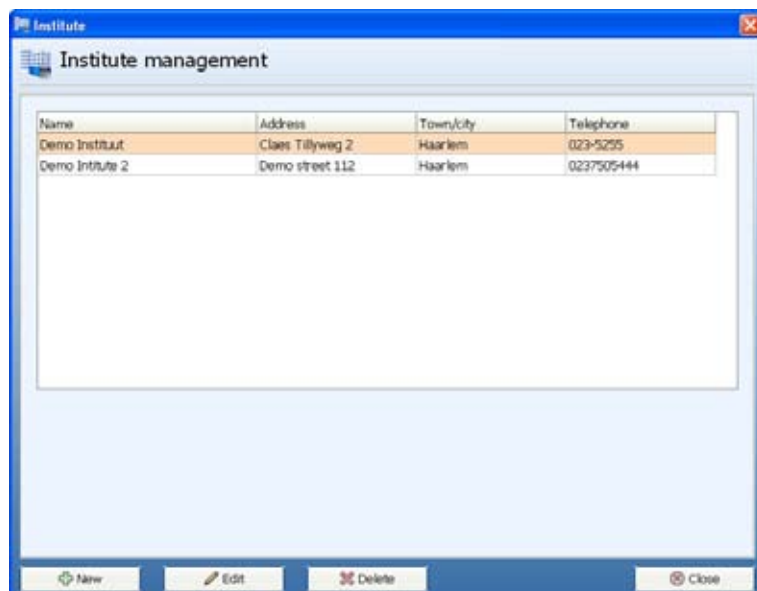 Institute
Institute management
Name Address Town/city Telephone
Demo Instituut Claes Tillyweg 2 Haarlem 023-5255
Demo Intitute 2 Demo street 112 Haarlem 0237505444
New Edit Delete Close